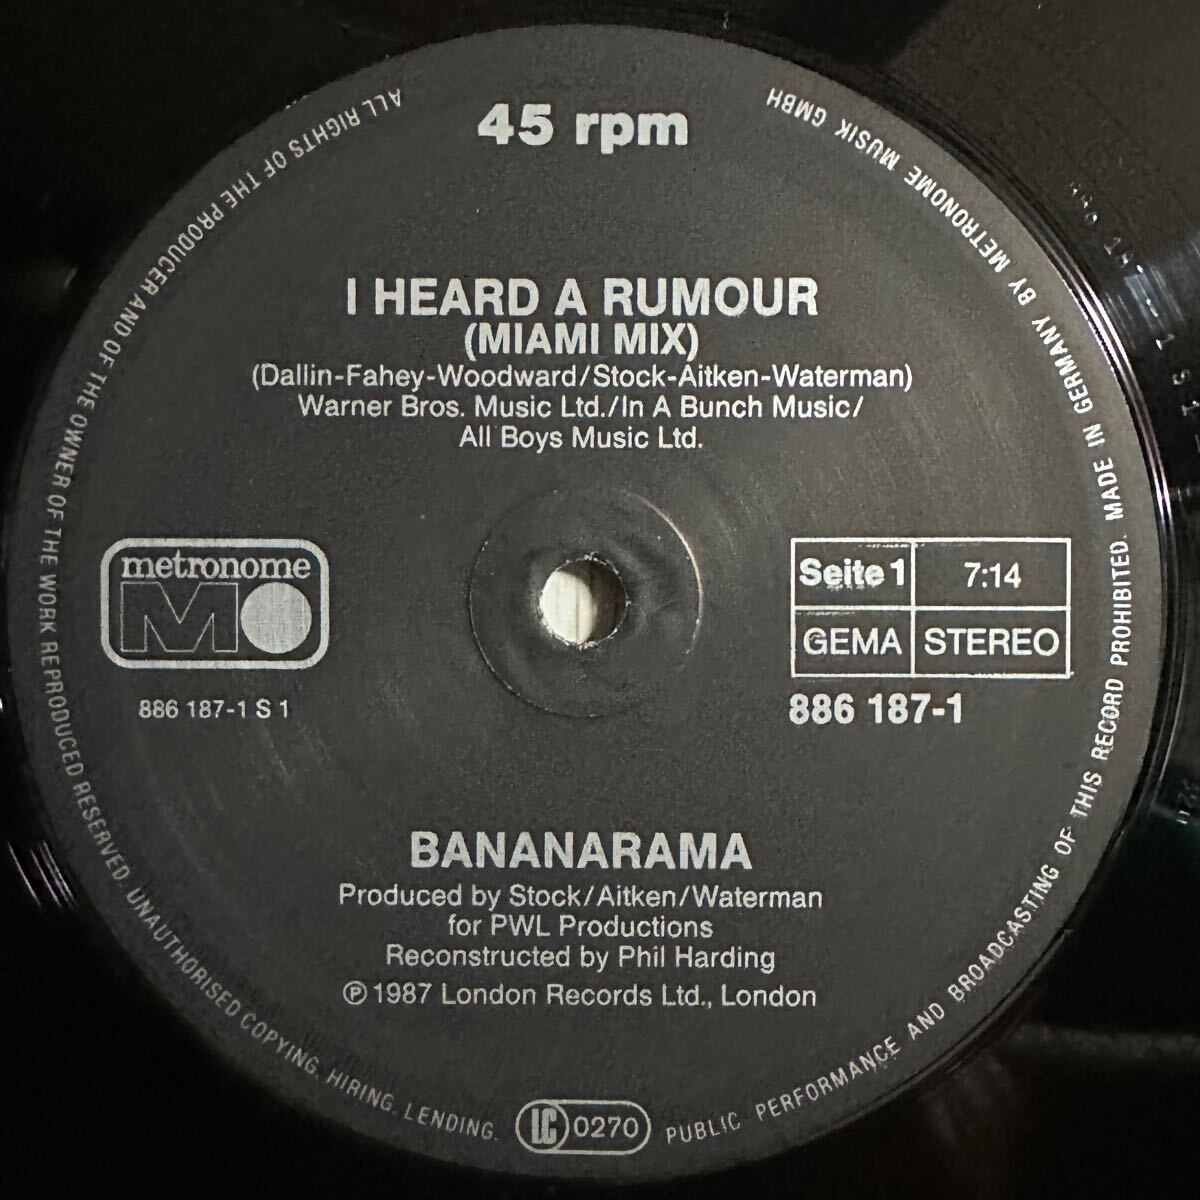 45 rpm
I HEARD A RUMOUR
(MIAMI MIX)
(Dallin-Fahey-Woodward/Stock-Aitken-Waterman)
Warner Bros. Music Ltd./In A Bunch Music/
All Boys Music Ltd.
metronome
886 187-1 S 1
Seite 1
7:14
GEMA
STEREO
886 187-1
BANANARAMA
Produced by Stock/Aitken/Waterman
for PWL Productions
Reconstructed by Phil Harding
℗ 1987 London Records Ltd., London
LC 0270
ALL RIGHTS OF THE PRODUCER AND OF THE OWNER OF THE WORK REPRODUCED RESERVED. UNAUTHORISED COPYING. HIRING. LENDING. PUBLIC PERFORMANCE AND BROADCASTING OF THIS RECORD PROHIBITED. MADE IN GERMANY BY METRONOME MUSIK GMBH